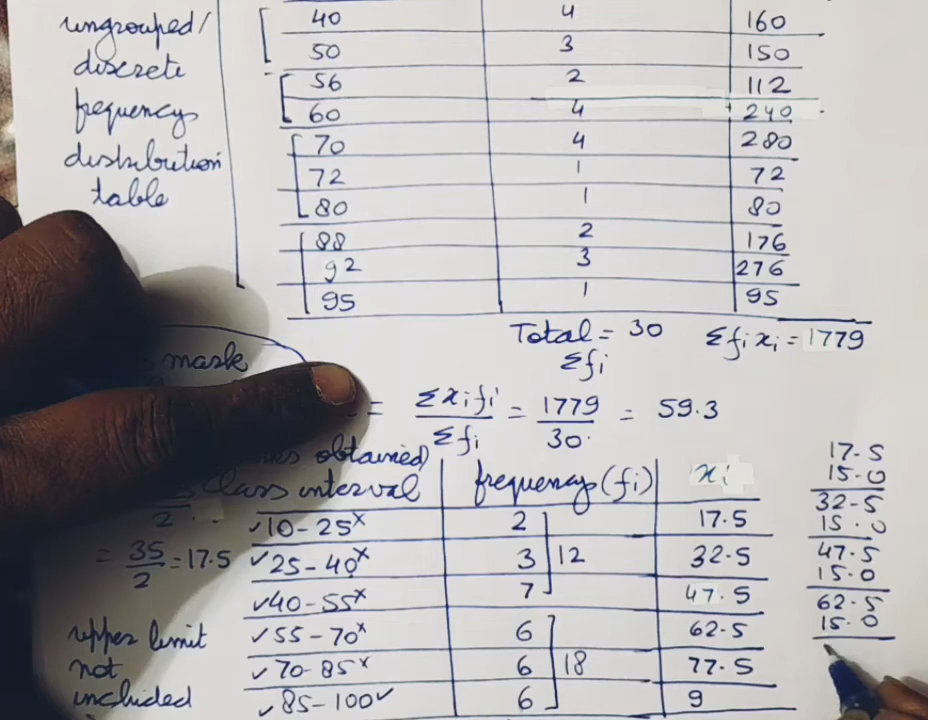 ungrouped/
discrete
frequency
distribution
table
40 4 160
50 3 150
56 2 112
60 4 240
70 4 280
72 1 72
80 1 80
88 2 176
92 3 276
95 1 95
Total = 30 Σfixi = 1779
Σfi
mark
= Σxifi = 1779 = 59.3
Σfi 30.
obtained
Class interval frequency (fi) xi
2
10-25× 2 17.5
= 35 = 17.5
2
25-40× 3 12 32.5
40-55× 7 47.5
upper limit
not
included
55-70× 6 62.5
70-85× 6 18 77.5
85-100✓ 6 9
17.5
15.0
32.5
15.0
47.5
15.0
62.5
15.0